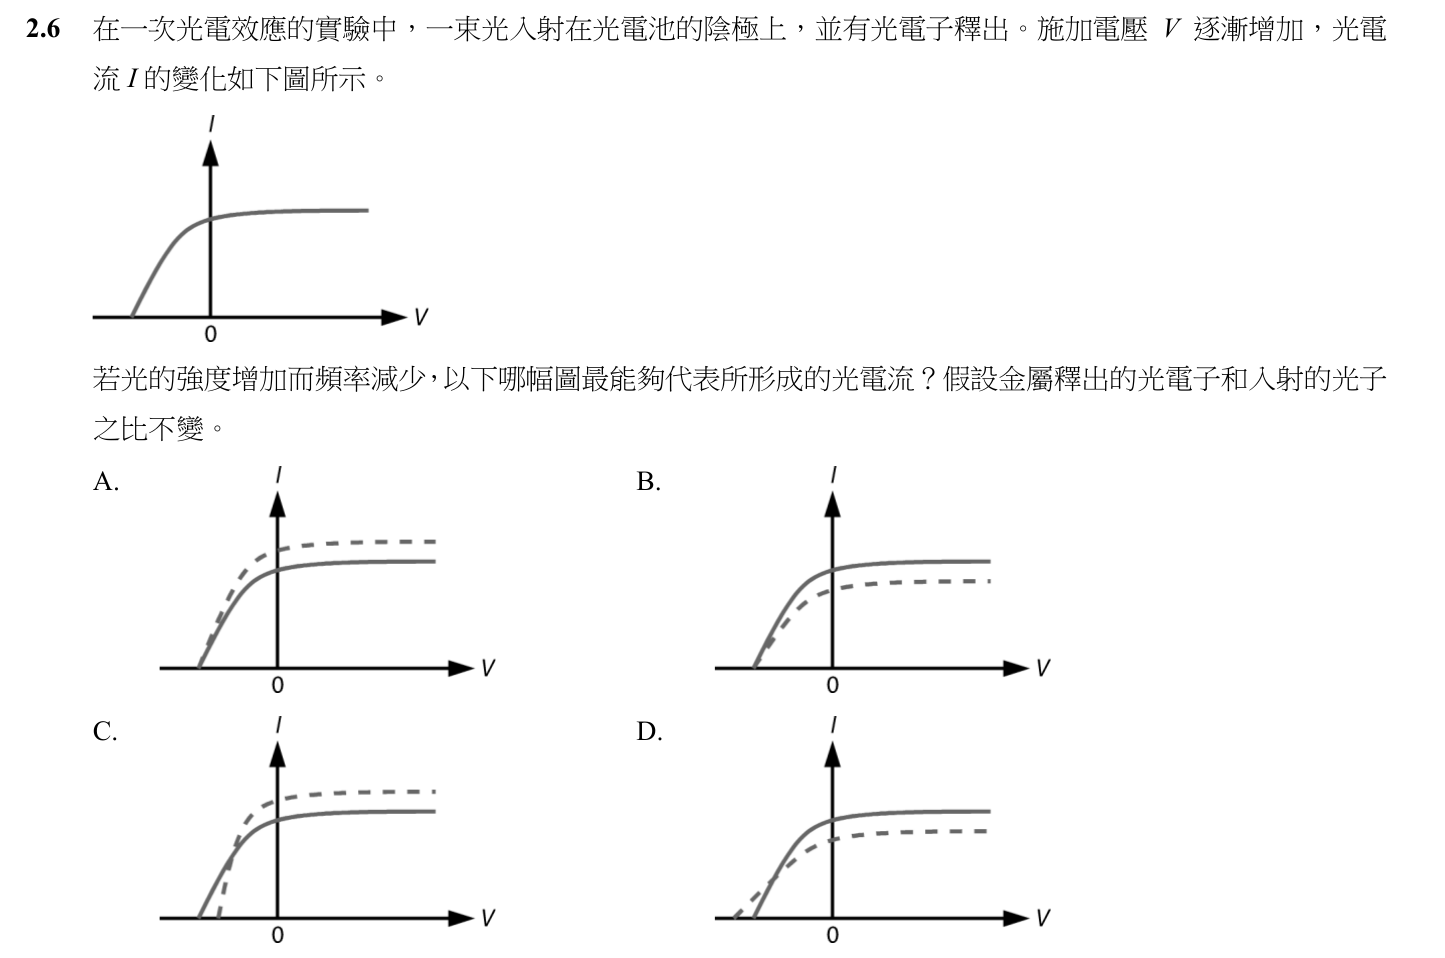 2.6 在一次光電效應的實驗中，一束光入射在光電池的陰極上，並有光電子釋出。施加電壓 V 逐漸增加，光電
流 I 的變化如下圖所示。
I
V
0
若光的強度增加而頻率減少，以下哪幅圖最能夠代表所形成的光電流？假設金屬釋出的光電子和入射的光子
之比不變。
A.
I
V
0
B.
I
V
0
C.
I
V
0
D.
I
V
0